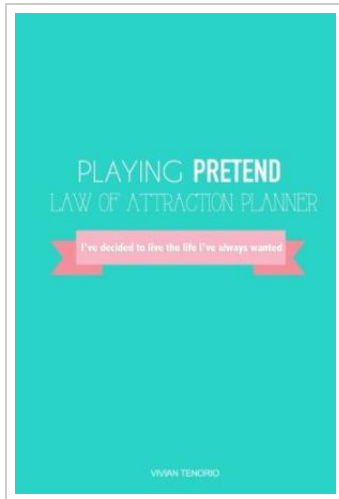 PLAYING PRETEND
LAW OF ATTRACTION PLANNER
I've decided to live the life I've always wanted
VIVIAN TENORIO